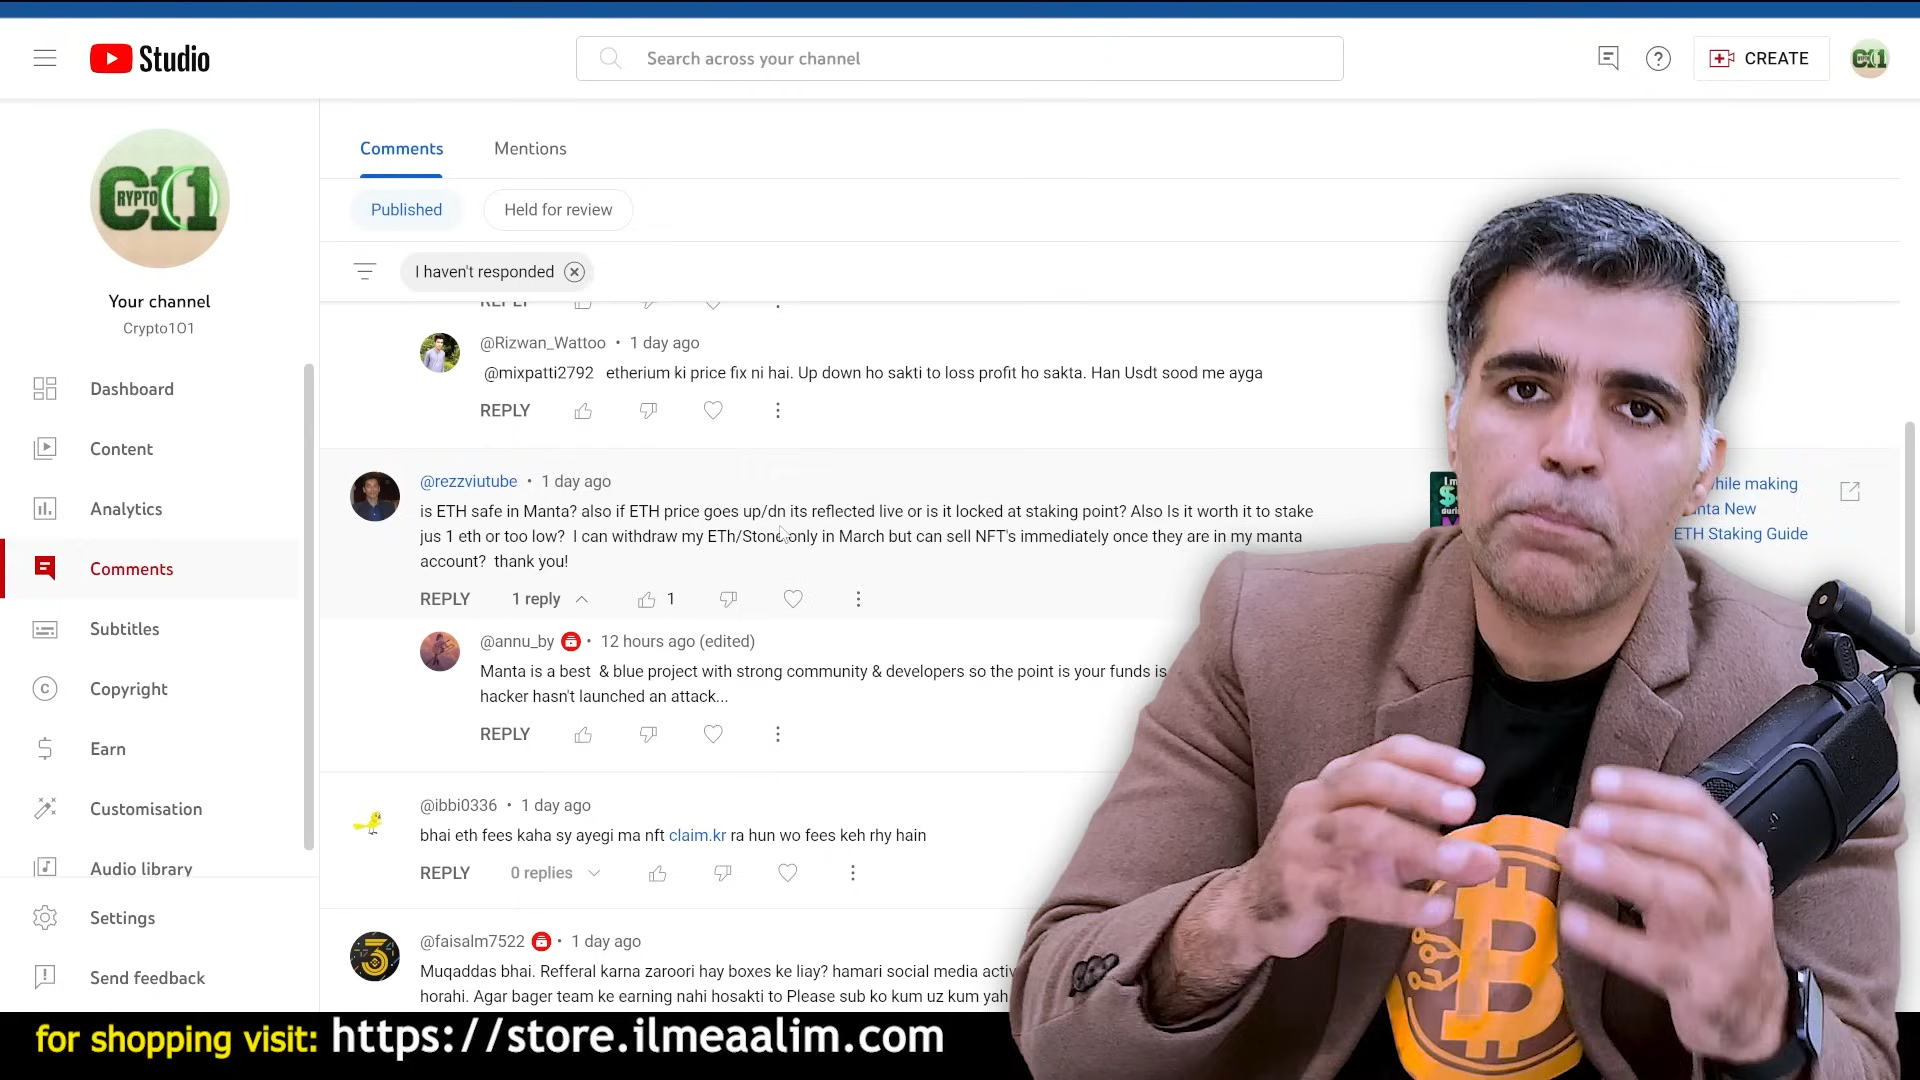 Studio
Search across your channel
CREATE
C11
RYPTO
Your channel
Crypto1O1
Dashboard
Content
Analytics
Comments
Subtitles
Copyright
Earn
Customisation
Audio library
Settings
Send feedback
Comments
Mentions
Published
Held for review
I haven't responded
REPLY
@Rizwan_Wattoo • 1 day ago
@mixpatti2792 etherium ki price fix ni hai. Up down ho sakti to loss profit ho sakta. Han Usdt sood me ayga
REPLY
@rezzviutube • 1 day ago
is ETH safe in Manta? also if ETH price goes up/dn its reflected live or is it locked at staking point? Also Is it worth it to stake
jus 1 eth or too low? I can withdraw my ETh/Stone only in March but can sell NFT's immediately once they are in my manta
account? thank you!
REPLY 1 reply 1
hile making
nta New
ETH Staking Guide
@annu_by • 12 hours ago (edited)
Manta is a best & blue project with strong community & developers so the point is your funds is
hacker hasn't launched an attack...
REPLY
@ibbi0336 • 1 day ago
bhai eth fees kaha sy ayegi ma nft claim.kr ra hun wo fees keh rhy hain
REPLY 0 replies
@faisalm7522 • 1 day ago
Muqaddas bhai. Refferal karna zaroori hay boxes ke liay? hamari social media activ
horahi. Agar bager team ke earning nahi hosakti to Please sub ko kum uz kum yah
for shopping visit: https://store.ilmeaalim.com